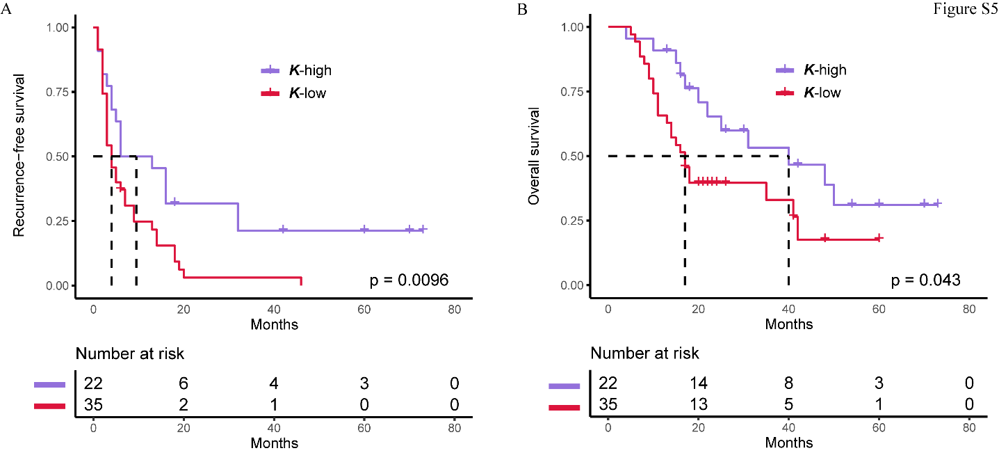 A
B
Figure S5
Recurrence−free survival
1.00
0.75
0.50
0.25
0.00
K-high
K-low
p = 0.0096
0 20 40 60 80
Months
Number at risk
22 6 4 3 0
35 2 1 0 0
0 20 40 60 80
Months
Overall survival
1.00
0.75
0.50
0.25
0.00
K-high
K-low
p = 0.043
0 20 40 60 80
Months
Number at risk
22 14 8 3 0
35 13 5 1 0
0 20 40 60 80
Months